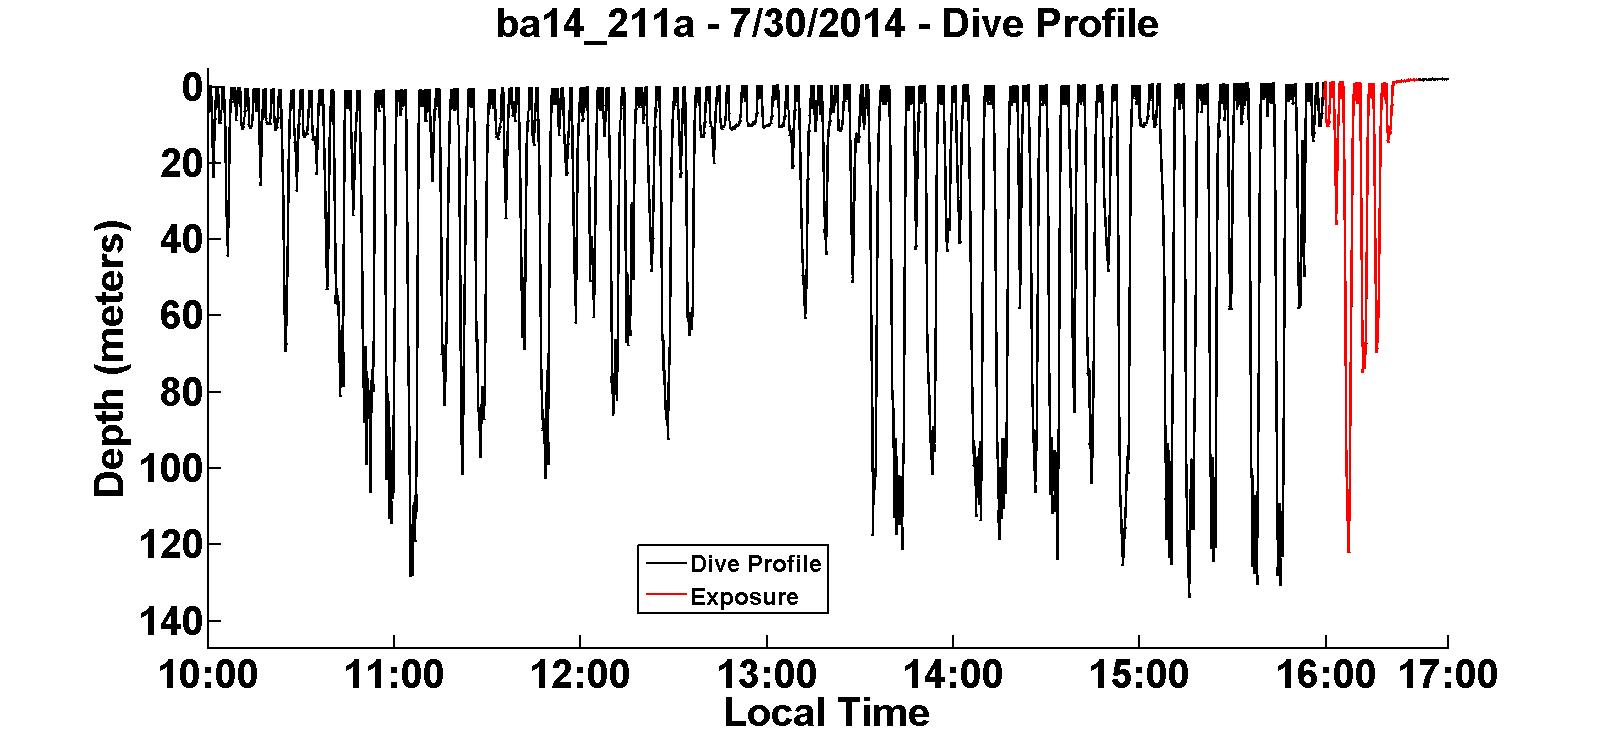 ba14_211a - 7/30/2014 - Dive Profile
0
20
40
60
80
100
120
140
Depth (meters)
Dive Profile
Exposure
10:00 11:00 12:00 13:00 14:00 15:00 16:00 17:00
Local Time